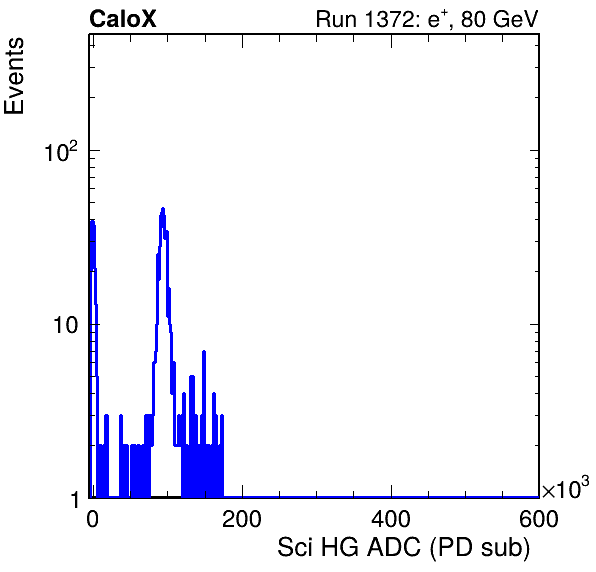 CaloX Run 1372: e⁺, 80 GeV
Events
10²
10
1
×10³
0 200 400 600
Sci HG ADC (PD sub)